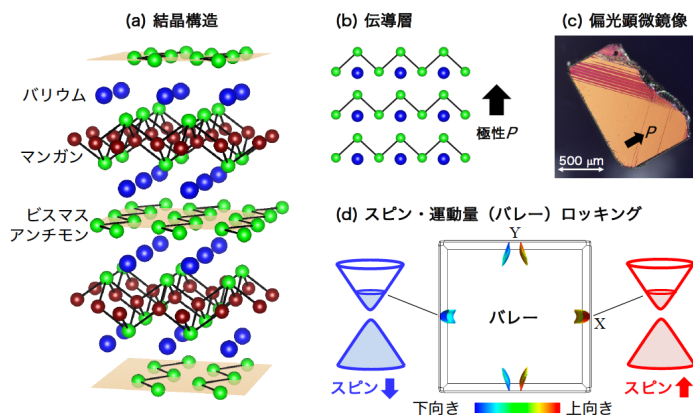 (a) 結晶構造
(b) 伝導層
(c) 偏光顕微鏡像
バリウム
マンガン
ビスマス
アンチモン
極性P
P
500 μm
(d) スピン・運動量（バレー）ロッキング
Y
バレー
X
スピン
スピン
下向き
上向き